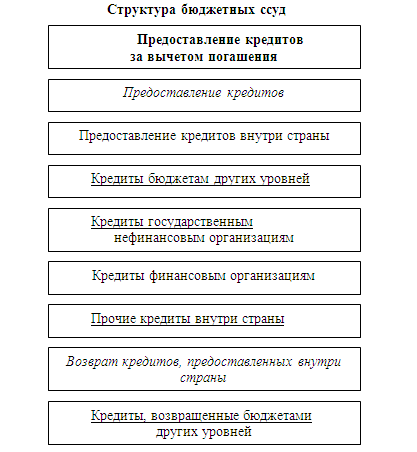 Структура бюджетных ссуд
Предоставление кредитов
за вычетом погашения
Предоставление кредитов
Предоставление кредитов внутри страны
Кредиты бюджетам других уровней
Кредиты государственным
нефинансовым организациям
Кредиты финансовым организациям
Прочие кредиты внутри страны
Возврат кредитов, предоставленных внутри
страны
Кредиты, возвращенные бюджетами
других уровней